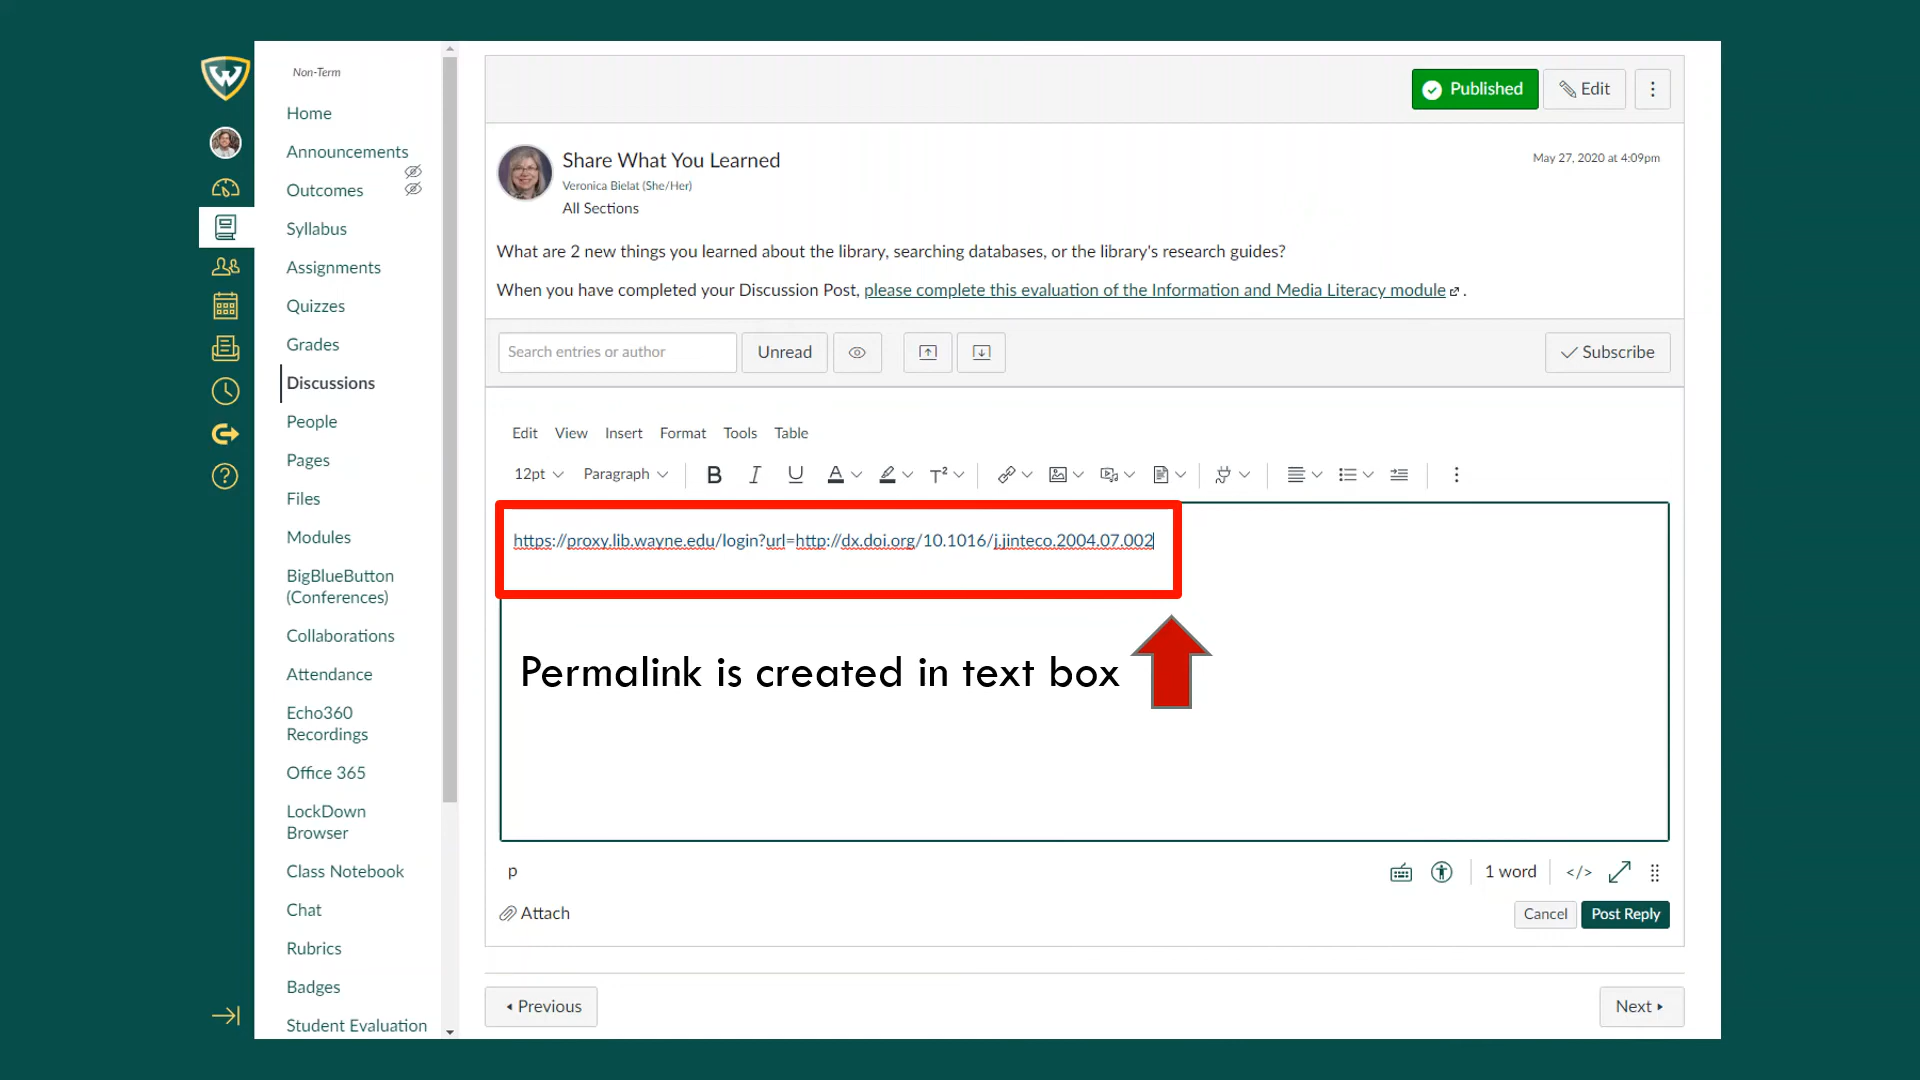 W
Non-Term
Home
Announcements
Outcomes
Syllabus
Assignments
Quizzes
Grades
Discussions
People
Pages
Files
Modules
BigBlueButton
(Conferences)
Collaborations
Attendance
Echo360
Recordings
Office 365
LockDown
Browser
Class Notebook
Chat
Rubrics
Badges
Student Evaluation
Published
Edit
Share What You Learned
May 27, 2020 at 4:09pm
Veronica Bielat (She/Her)
All Sections
What are 2 new things you learned about the library, searching databases, or the library's research guides?
When you have completed your Discussion Post, please complete this evaluation of the Information and Media Literacy module .
Search entries or author
Unread
Subscribe
Edit View Insert Format Tools Table
12pt Paragraph B I U A T²
https://proxy.lib.wayne.edu/login?url=http://dx.doi.org/10.1016/j.jinteco.2004.07.002
Permalink is created in text box
p
1 word </>
Attach
Cancel Post Reply
Previous
Next